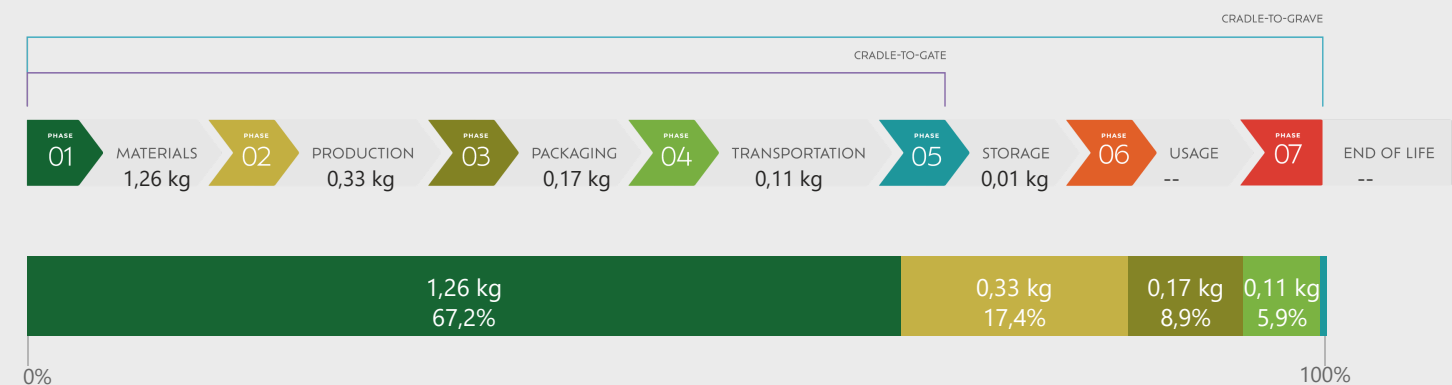 CRADLE-TO-GRAVE
CRADLE-TO-GATE
PHASE
01
MATERIALS
1,26 kg
PHASE
02
PRODUCTION
0,33 kg
PHASE
03
PACKAGING
0,17 kg
PHASE
04
TRANSPORTATION
0,11 kg
PHASE
05
STORAGE
0,01 kg
PHASE
06
USAGE
--
PHASE
07
END OF LIFE
--
1,26 kg
67,2%
0,33 kg
17,4%
0,17 kg
8,9%
0,11 kg
5,9%
0%
100%